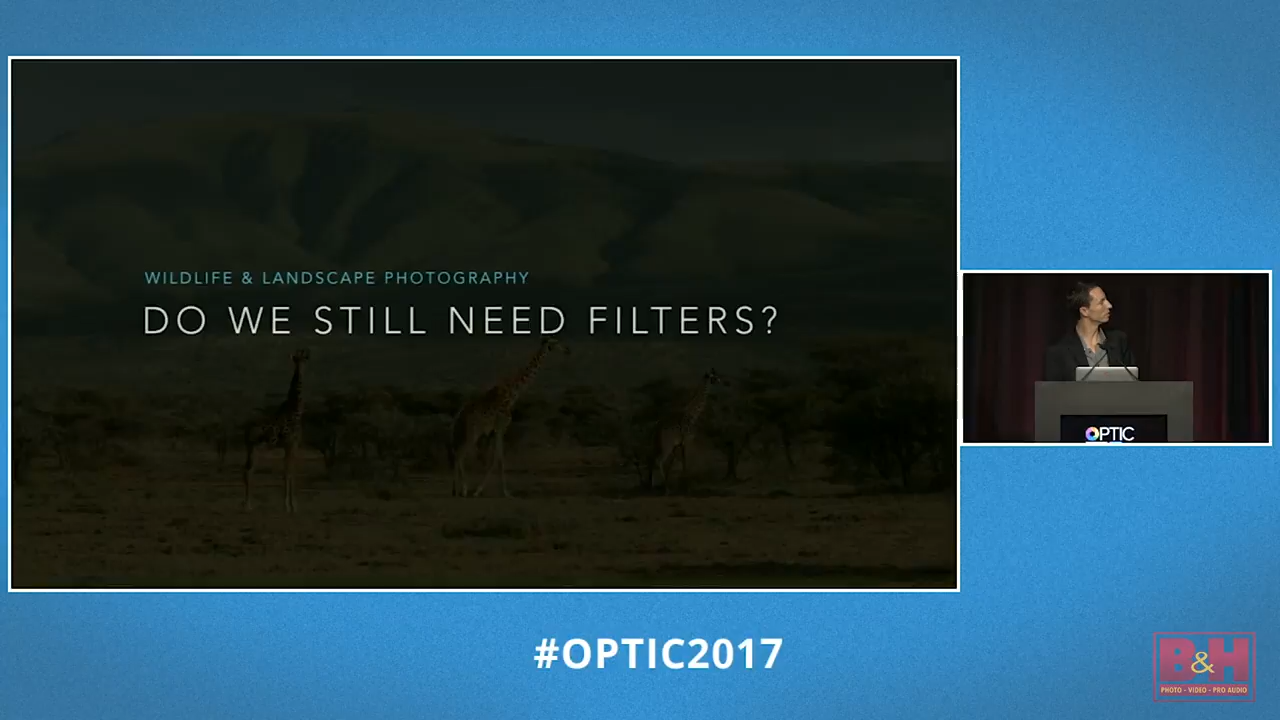 WILDLIFE & LANDSCAPE PHOTOGRAPHY
DO WE STILL NEED FILTERS?
OPTIC
#OPTIC2017
B&H
PHOTO - VIDEO - PRO AUDIO